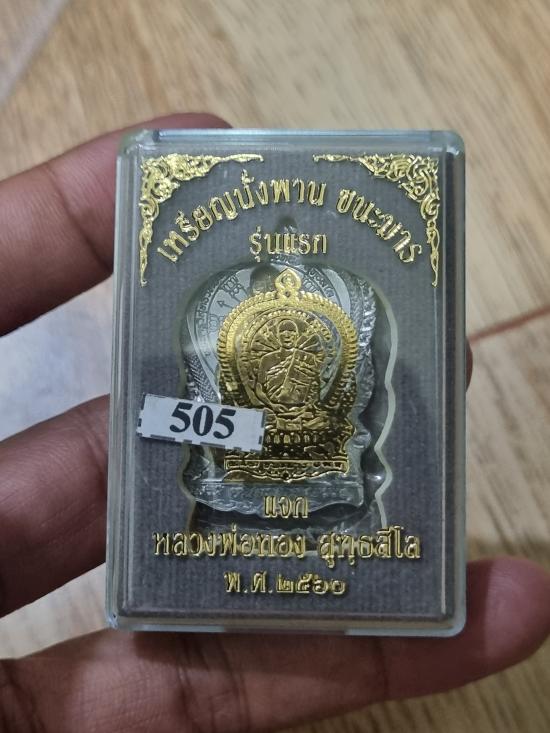 เหรียญนั่งพาน ชนะมาร
รุ่นแรก
505
แจก
หลวงพ่อทอง สุทฺธสีโล
พ.ศ.๒๕๖๐